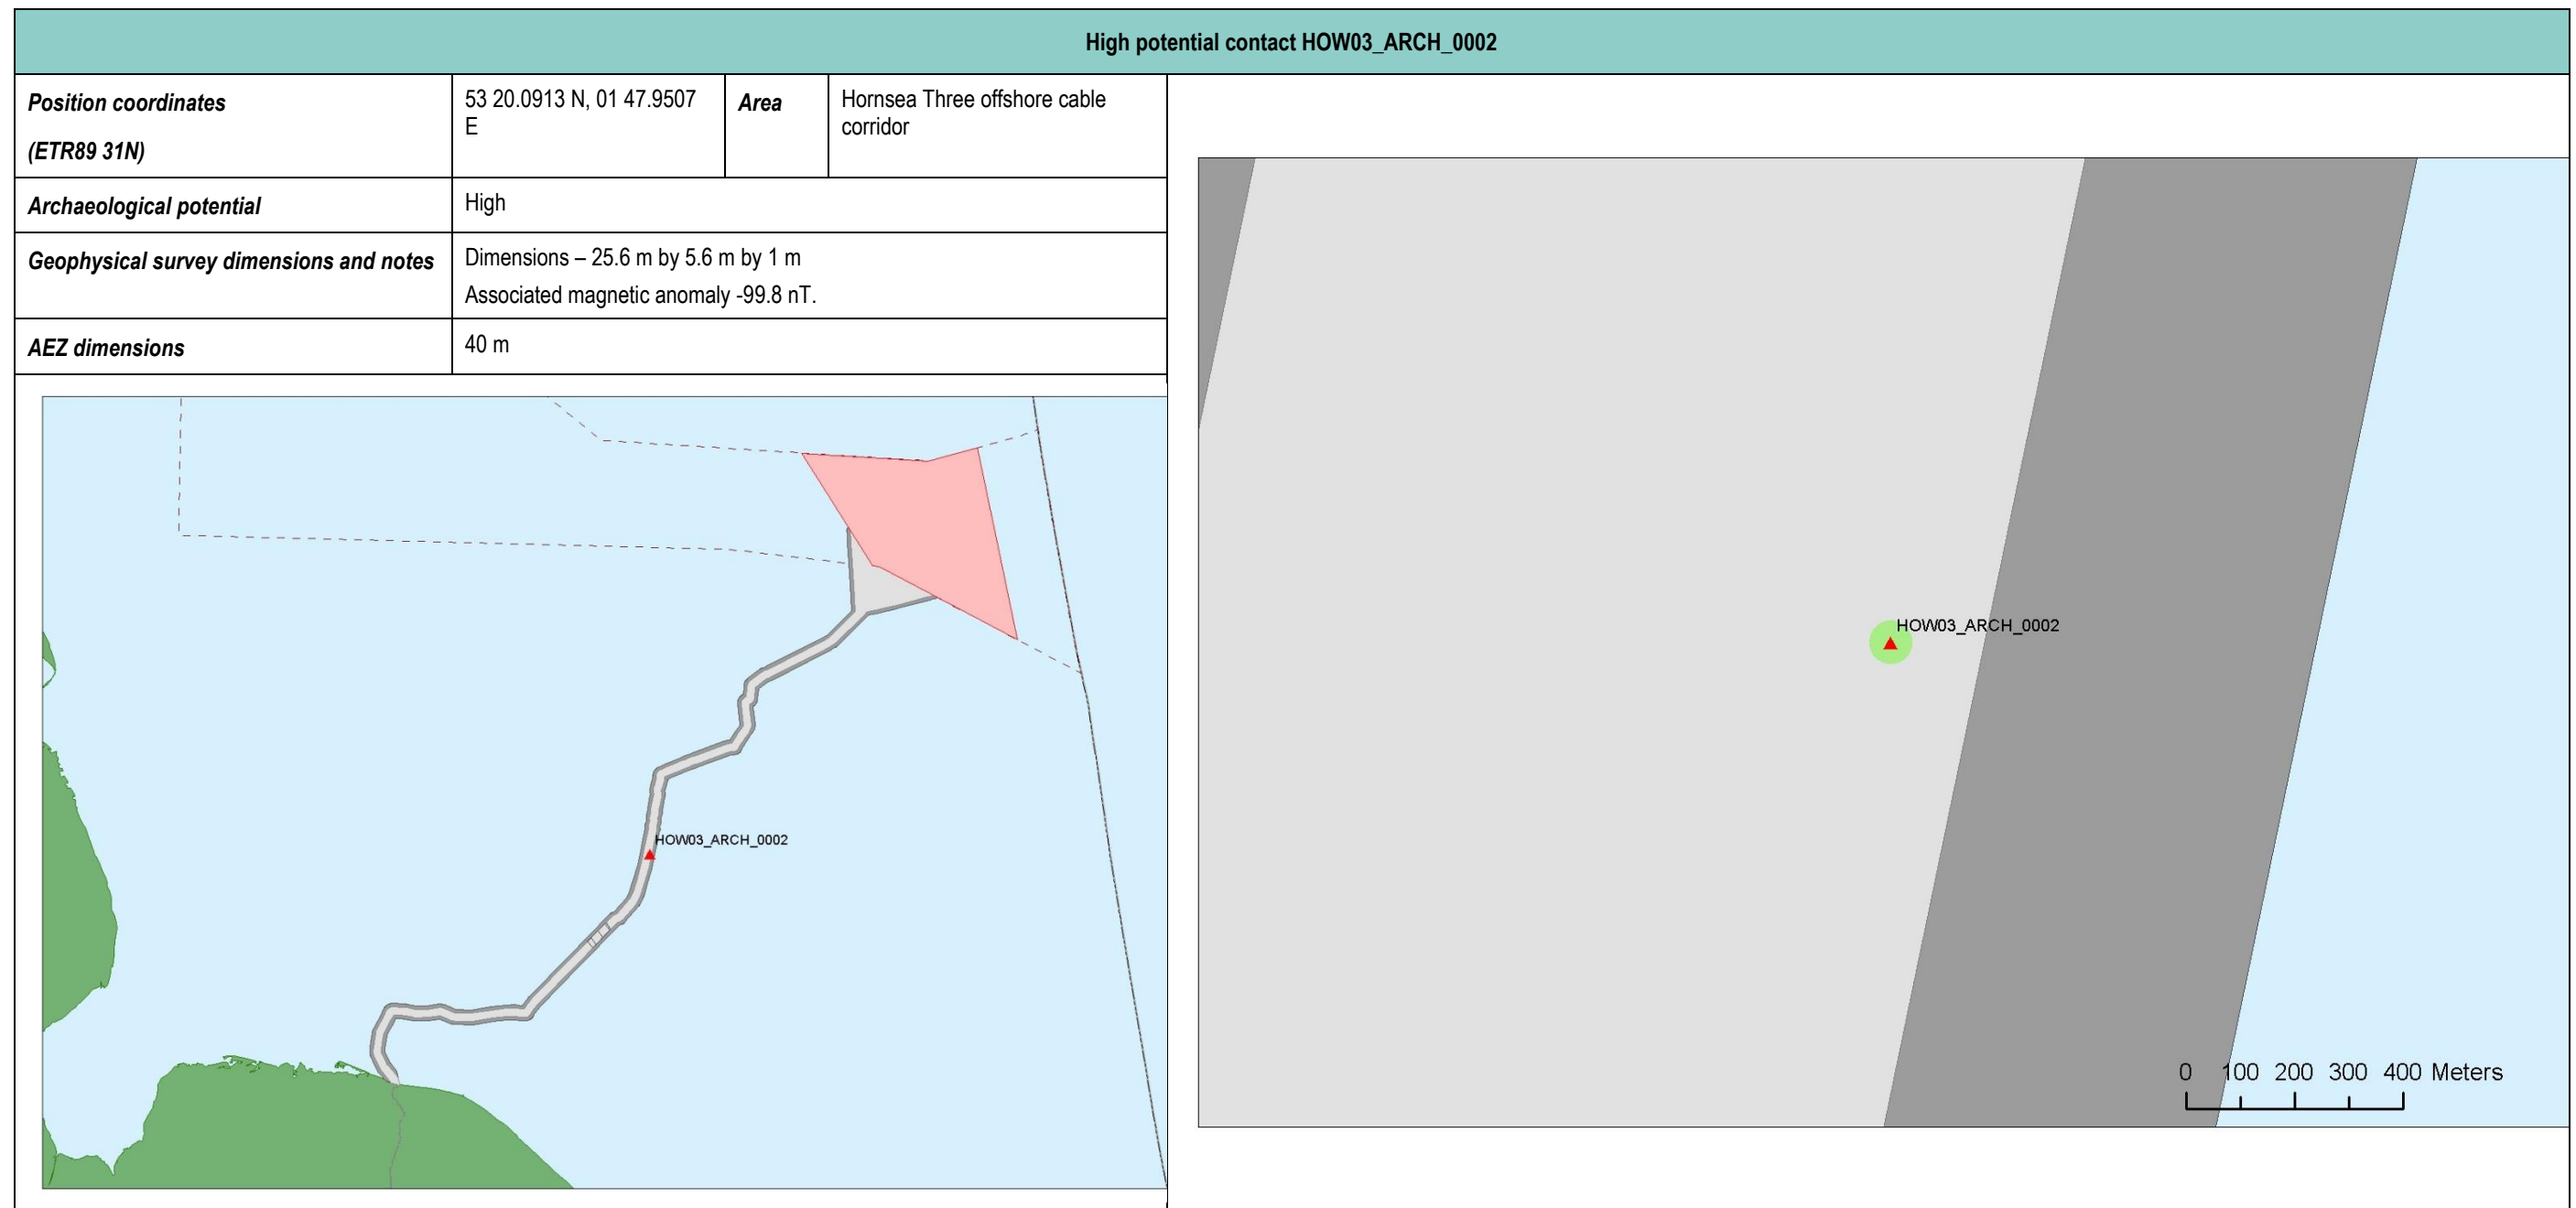 High potential contact HOW03_ARCH_0002
Position coordinates
(ETR89 31N)
53 20.0913 N, 01 47.9507
E
Area
Hornsea Three offshore cable
corridor
Archaeological potential
High
Geophysical survey dimensions and notes
Dimensions – 25.6 m by 5.6 m by 1 m
Associated magnetic anomaly -99.8 nT.
AEZ dimensions
40 m
HOW03_ARCH_0002
HOW03_ARCH_0002
0 100 200 300 400 Meters